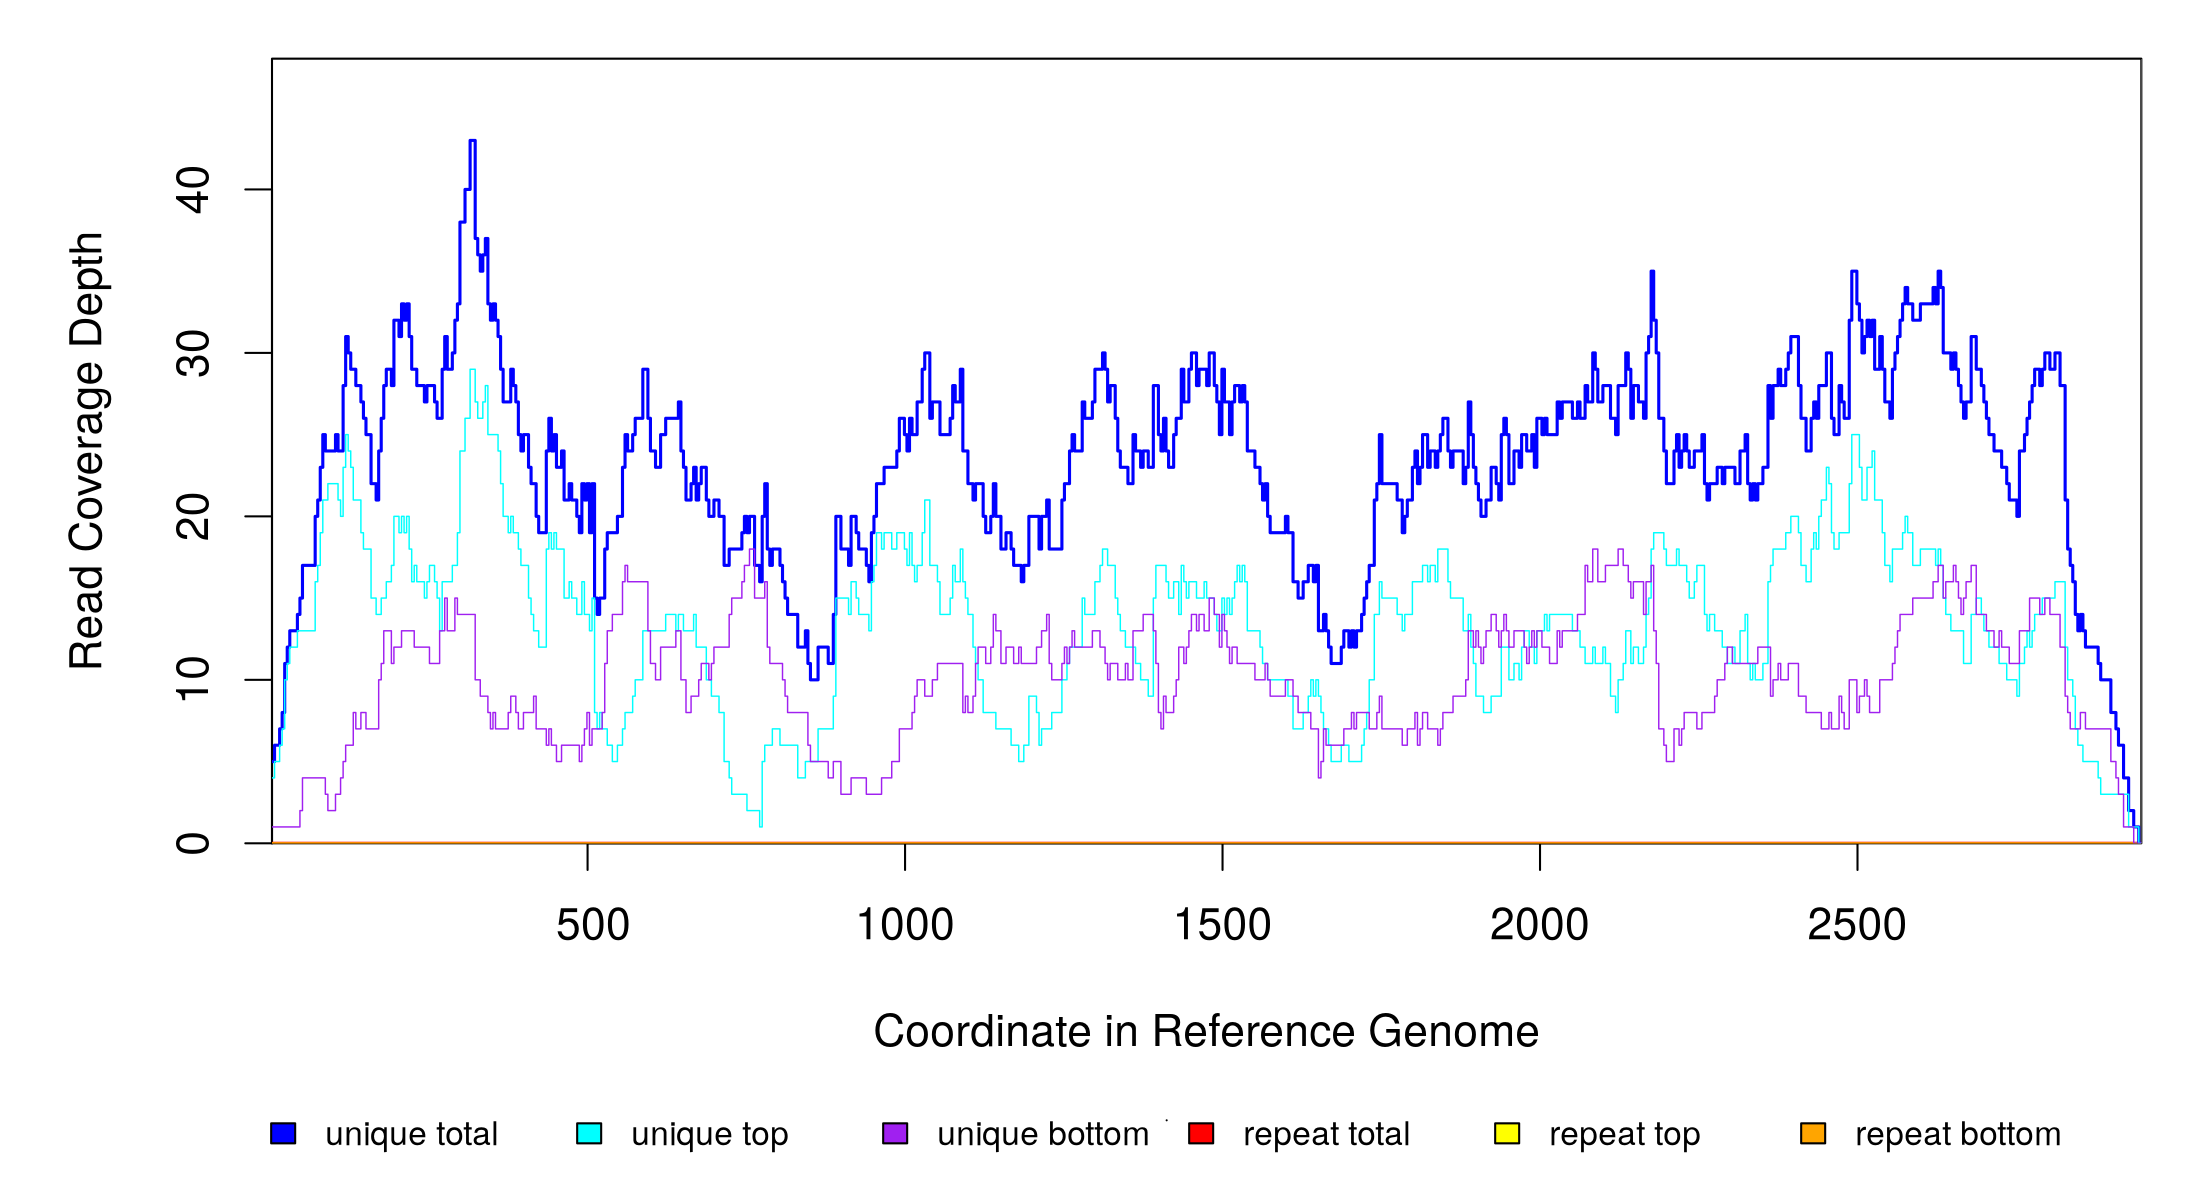 Read Coverage Depth
40
30
20
10
0
500 1000 1500 2000 2500
Coordinate in Reference Genome
unique total unique top unique bottom repeat total repeat top repeat bottom